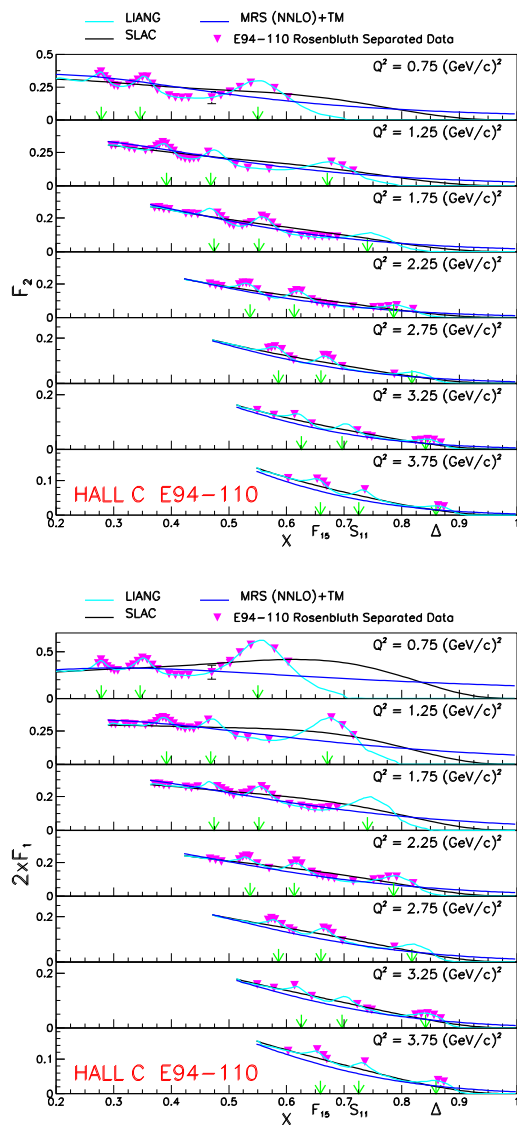 LIANG
MRS (NNLO)+TM
SLAC
E94-110 Rosenbluth Separated Data
0.5
0.25
0
Q² = 0.75 (GeV/c)²
0.25
0
Q² = 1.25 (GeV/c)²
0.2
0
Q² = 1.75 (GeV/c)²
0.2
0
Q² = 2.25 (GeV/c)²
0.2
0
Q² = 2.75 (GeV/c)²
0.2
0
Q² = 3.25 (GeV/c)²
0.1
0
Q² = 3.75 (GeV/c)²
F₂
HALL C E94-110
0.2 0.3 0.4 0.5 0.6 0.7 0.8 0.9 1
X F₁₅ S₁₁ Δ
LIANG
MRS (NNLO)+TM
SLAC
E94-110 Rosenbluth Separated Data
0.5
0
Q² = 0.75 (GeV/c)²
0.25
0
Q² = 1.25 (GeV/c)²
0.2
0
Q² = 1.75 (GeV/c)²
0.2
0
Q² = 2.25 (GeV/c)²
0.2
0
Q² = 2.75 (GeV/c)²
0.2
0
Q² = 3.25 (GeV/c)²
0.1
0
Q² = 3.75 (GeV/c)²
2xF₁
HALL C E94-110
0.2 0.3 0.4 0.5 0.6 0.7 0.8 0.9 1
X F₁₅ S₁₁ Δ